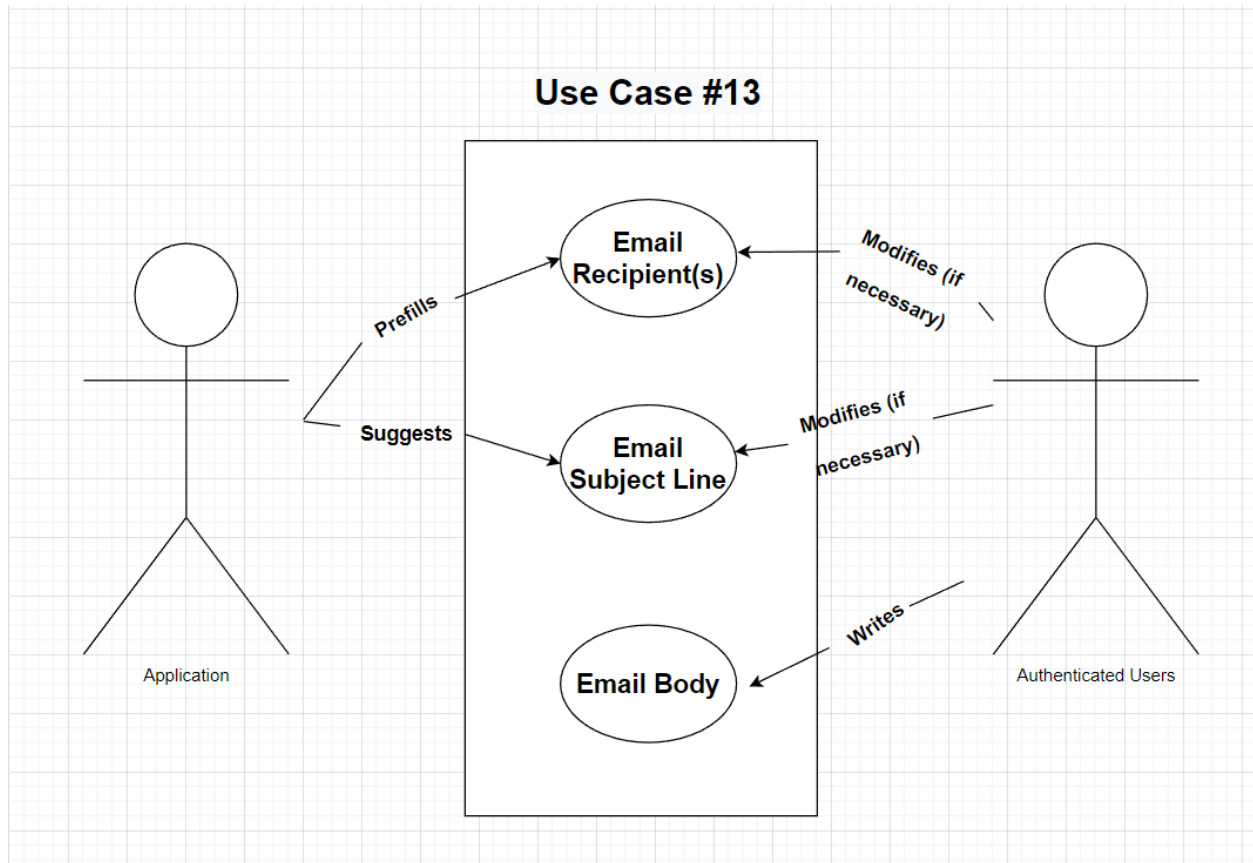 Use Case #13
Email
Recipient(s)
Modifies (if
necessary)
Prefills
Suggests
Email
Subject Line
Modifies (if
necessary)
Writes
Email Body
Application
Authenticated Users